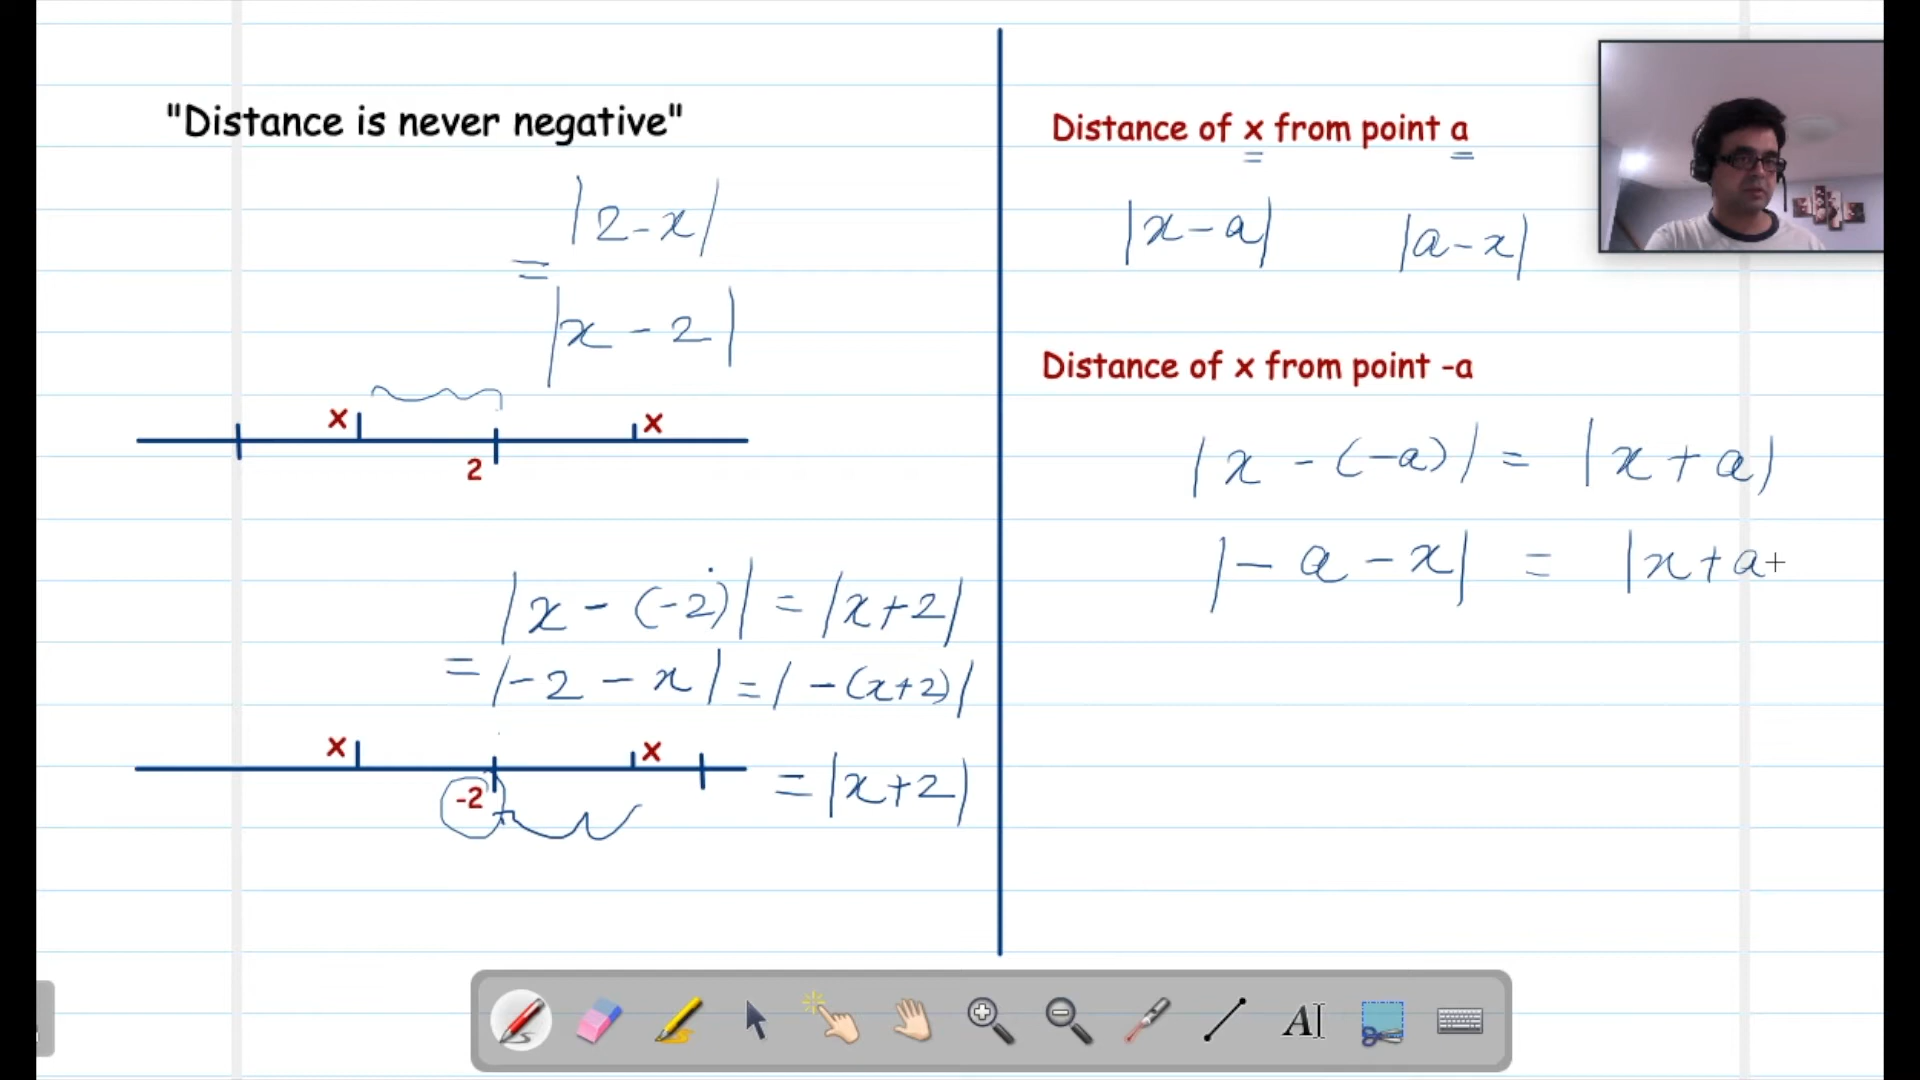 "Distance is never negative"
|2-x|
=
|x-2|
x x
2
|x-(-2)| = |x+2|
= |-2-x| = |-(x+2)|
x x
-2
= |x+2|
Distance of x from point a
|x-a| |a-x|
Distance of x from point -a
|x-(-a)| = |x+a|
|-a-x| = |x+a
AI